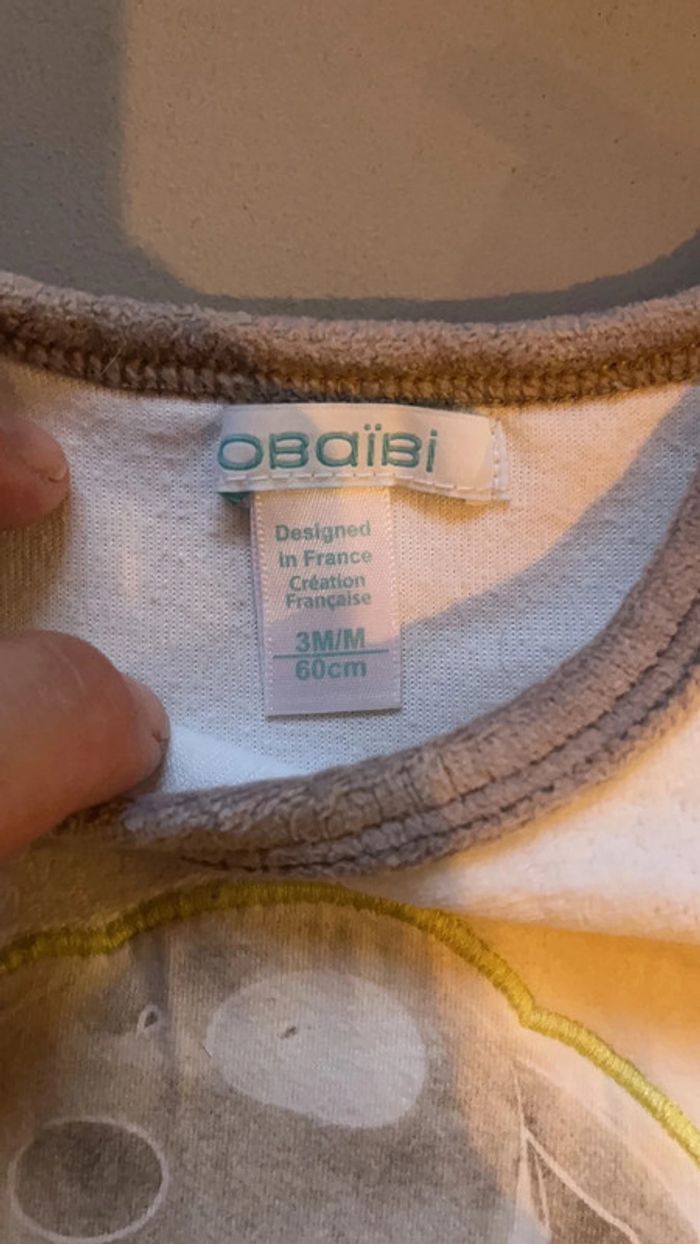 OBaïBi
Designed
in France
Création
Française
3M/M
60cm